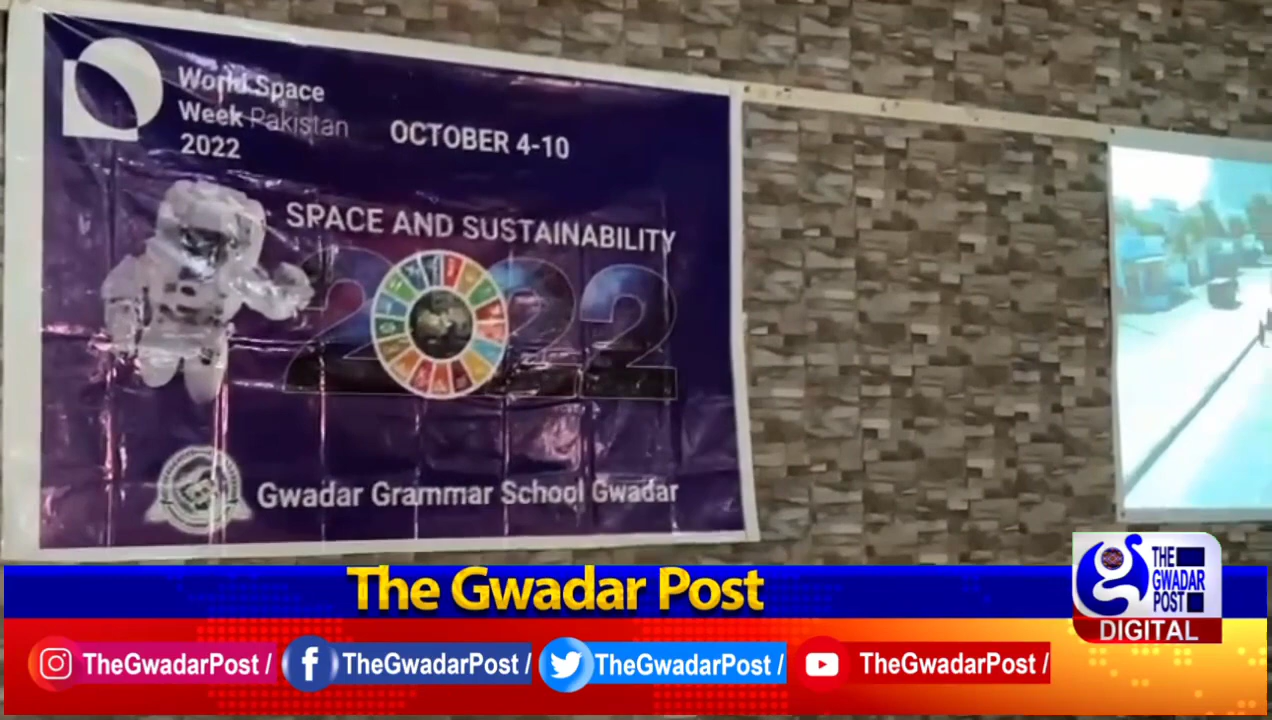 World Space
Week Pakistan
2022
OCTOBER 4-10
SPACE AND SUSTAINABILITY
2022
Gwadar Grammar School Gwadar
The Gwadar Post
THE
GWADAR
POST
DIGITAL
TheGwadarPost /
TheGwadarPost /
TheGwadarPost /
TheGwadarPost /